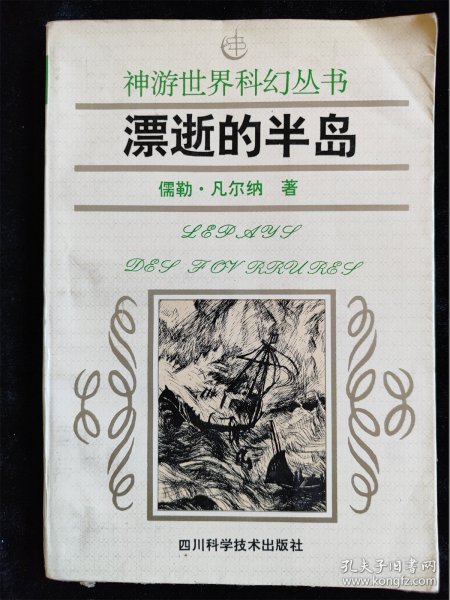 神游世界科幻丛书
漂逝的半岛
儒勒·凡尔纳 著
LEPAYS
DES FOVRRURES
四川科学技术出版社
孔夫子旧书网
www.kongfz.com